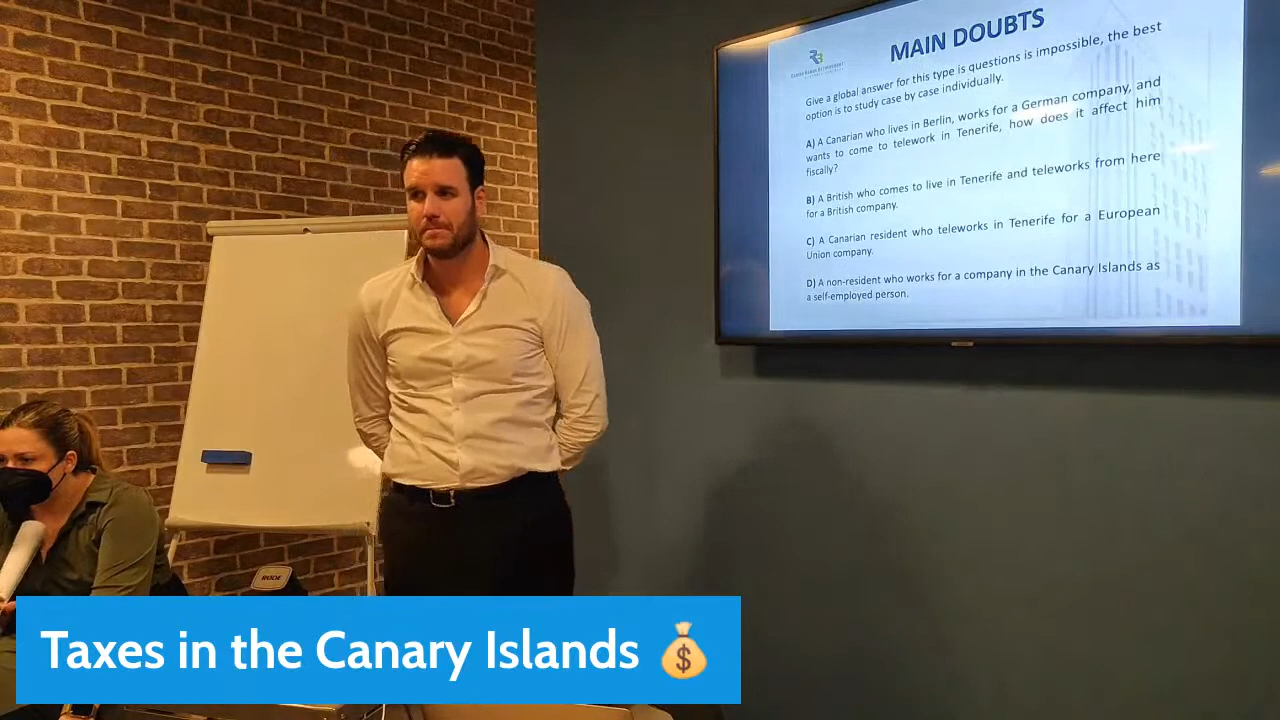 MAIN DOUBTS
Give a global answer for this type is questions is impossible, the best
option is to study case by case individually.
A) A Canarian who lives in Berlin, works for a German company, and
wants to come to telework in Tenerife, how does it affect him
fiscally?
B) A British who comes to live in Tenerife and teleworks from here
for a British company.
C) A Canarian resident who teleworks in Tenerife for a European
Union company.
D) A non-resident who works for a company in the Canary Islands as
a self-employed person.
RODE
Taxes in the Canary Islands 💰